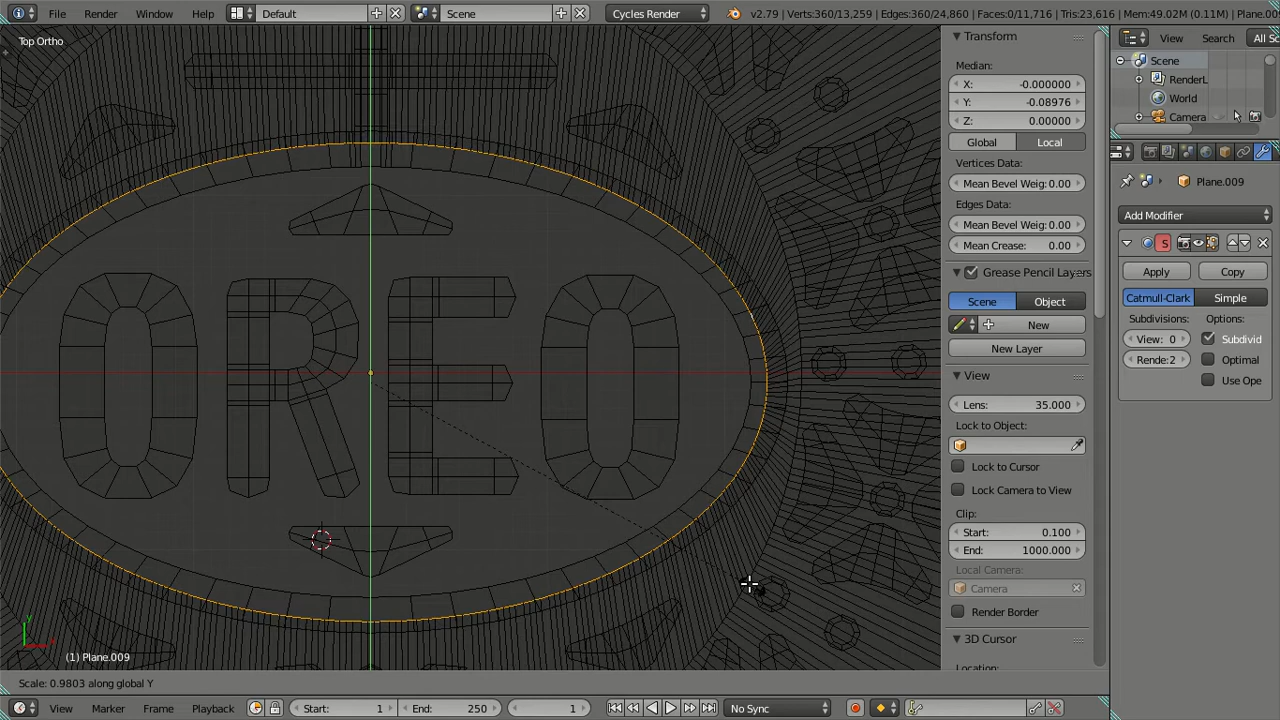 File Render Window Help Default Scene Cycles Render v2.79 | Verts:360/13,259 | Edges:360/24,860 | Faces:0/11,716 | Tris:23,616 | Mem:49.02M (0.11M) | Plane.009
Top Ortho
Transform
View Search All Sc
Median:
Scene
X: -0.000000
RenderL
Y: -0.08976
World
Z: 0.00000
Camera
Global Local
Vertices Data:
Mean Bevel Weig:0.00
Plane.009
Edges Data:
Add Modifier
Mean Bevel Weig:0.00
Mean Crease: 0.00
S
Grease Pencil Layers
Apply Copy
Scene Object
Catmull-Clark Simple
New
Subdivisions: Options:
New Layer
View: 0 Subdivid
View
Rende:2 Optimal
Use Ope
Lens: 35.000
Lock to Object:
Lock to Cursor
Lock Camera to View
Clip:
Start: 0.100
End: 1000.000
Local Camera:
Camera
Render Border
3D Cursor
Location:
OREO
y
x
(1) Plane.009
Scale: 0.9803 along global Y
View Marker Frame Playback Start: 1 End: 250 1 No Sync